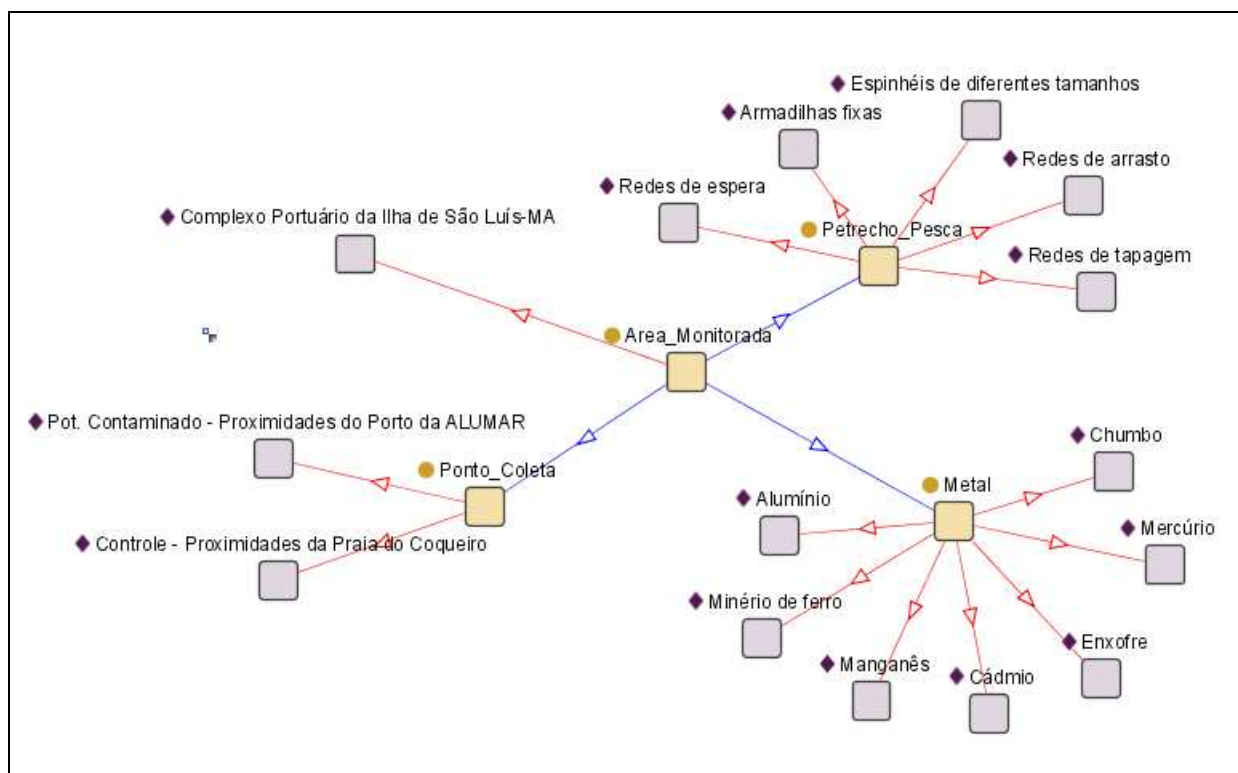 Espinhéis de diferentes tamanhos
Armadilhas fixas
Redes de arrasto
Redes de espera
Complexo Portuário da Ilha de São Luís-MA
Petrecho_Pesca
Redes de tapagem
Area_Monitorada
Pot. Contaminado - Proximidades do Porto da ALUMAR
Chumbo
Ponto_Coleta
Metal
Alumínio
Mercúrio
Controle - Proximidades da Praia do Coqueiro
Minério de ferro
Enxofre
Manganês
Cádmio